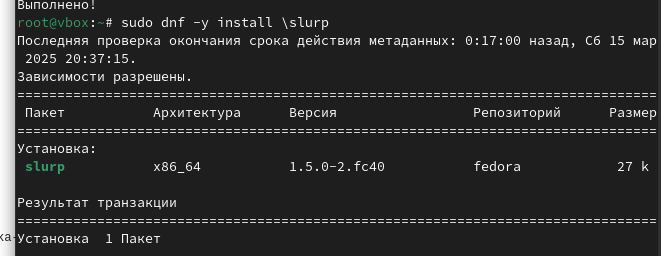 Выполнено!
root@vbox:~# sudo dnf -y install \slurp
Последняя проверка окончания срока действия метаданных: 0:17:00 назад, Сб 15 мар
2025 20:37:15.
Зависимости разрешены.
================================================================================
Пакет Архитектура Версия Репозиторий Размер
================================================================================
Установка:
slurp x86_64 1.5.0-2.fc40 fedora 27 k
Результат транзакции
================================================================================
ка- Установка 1 Пакет